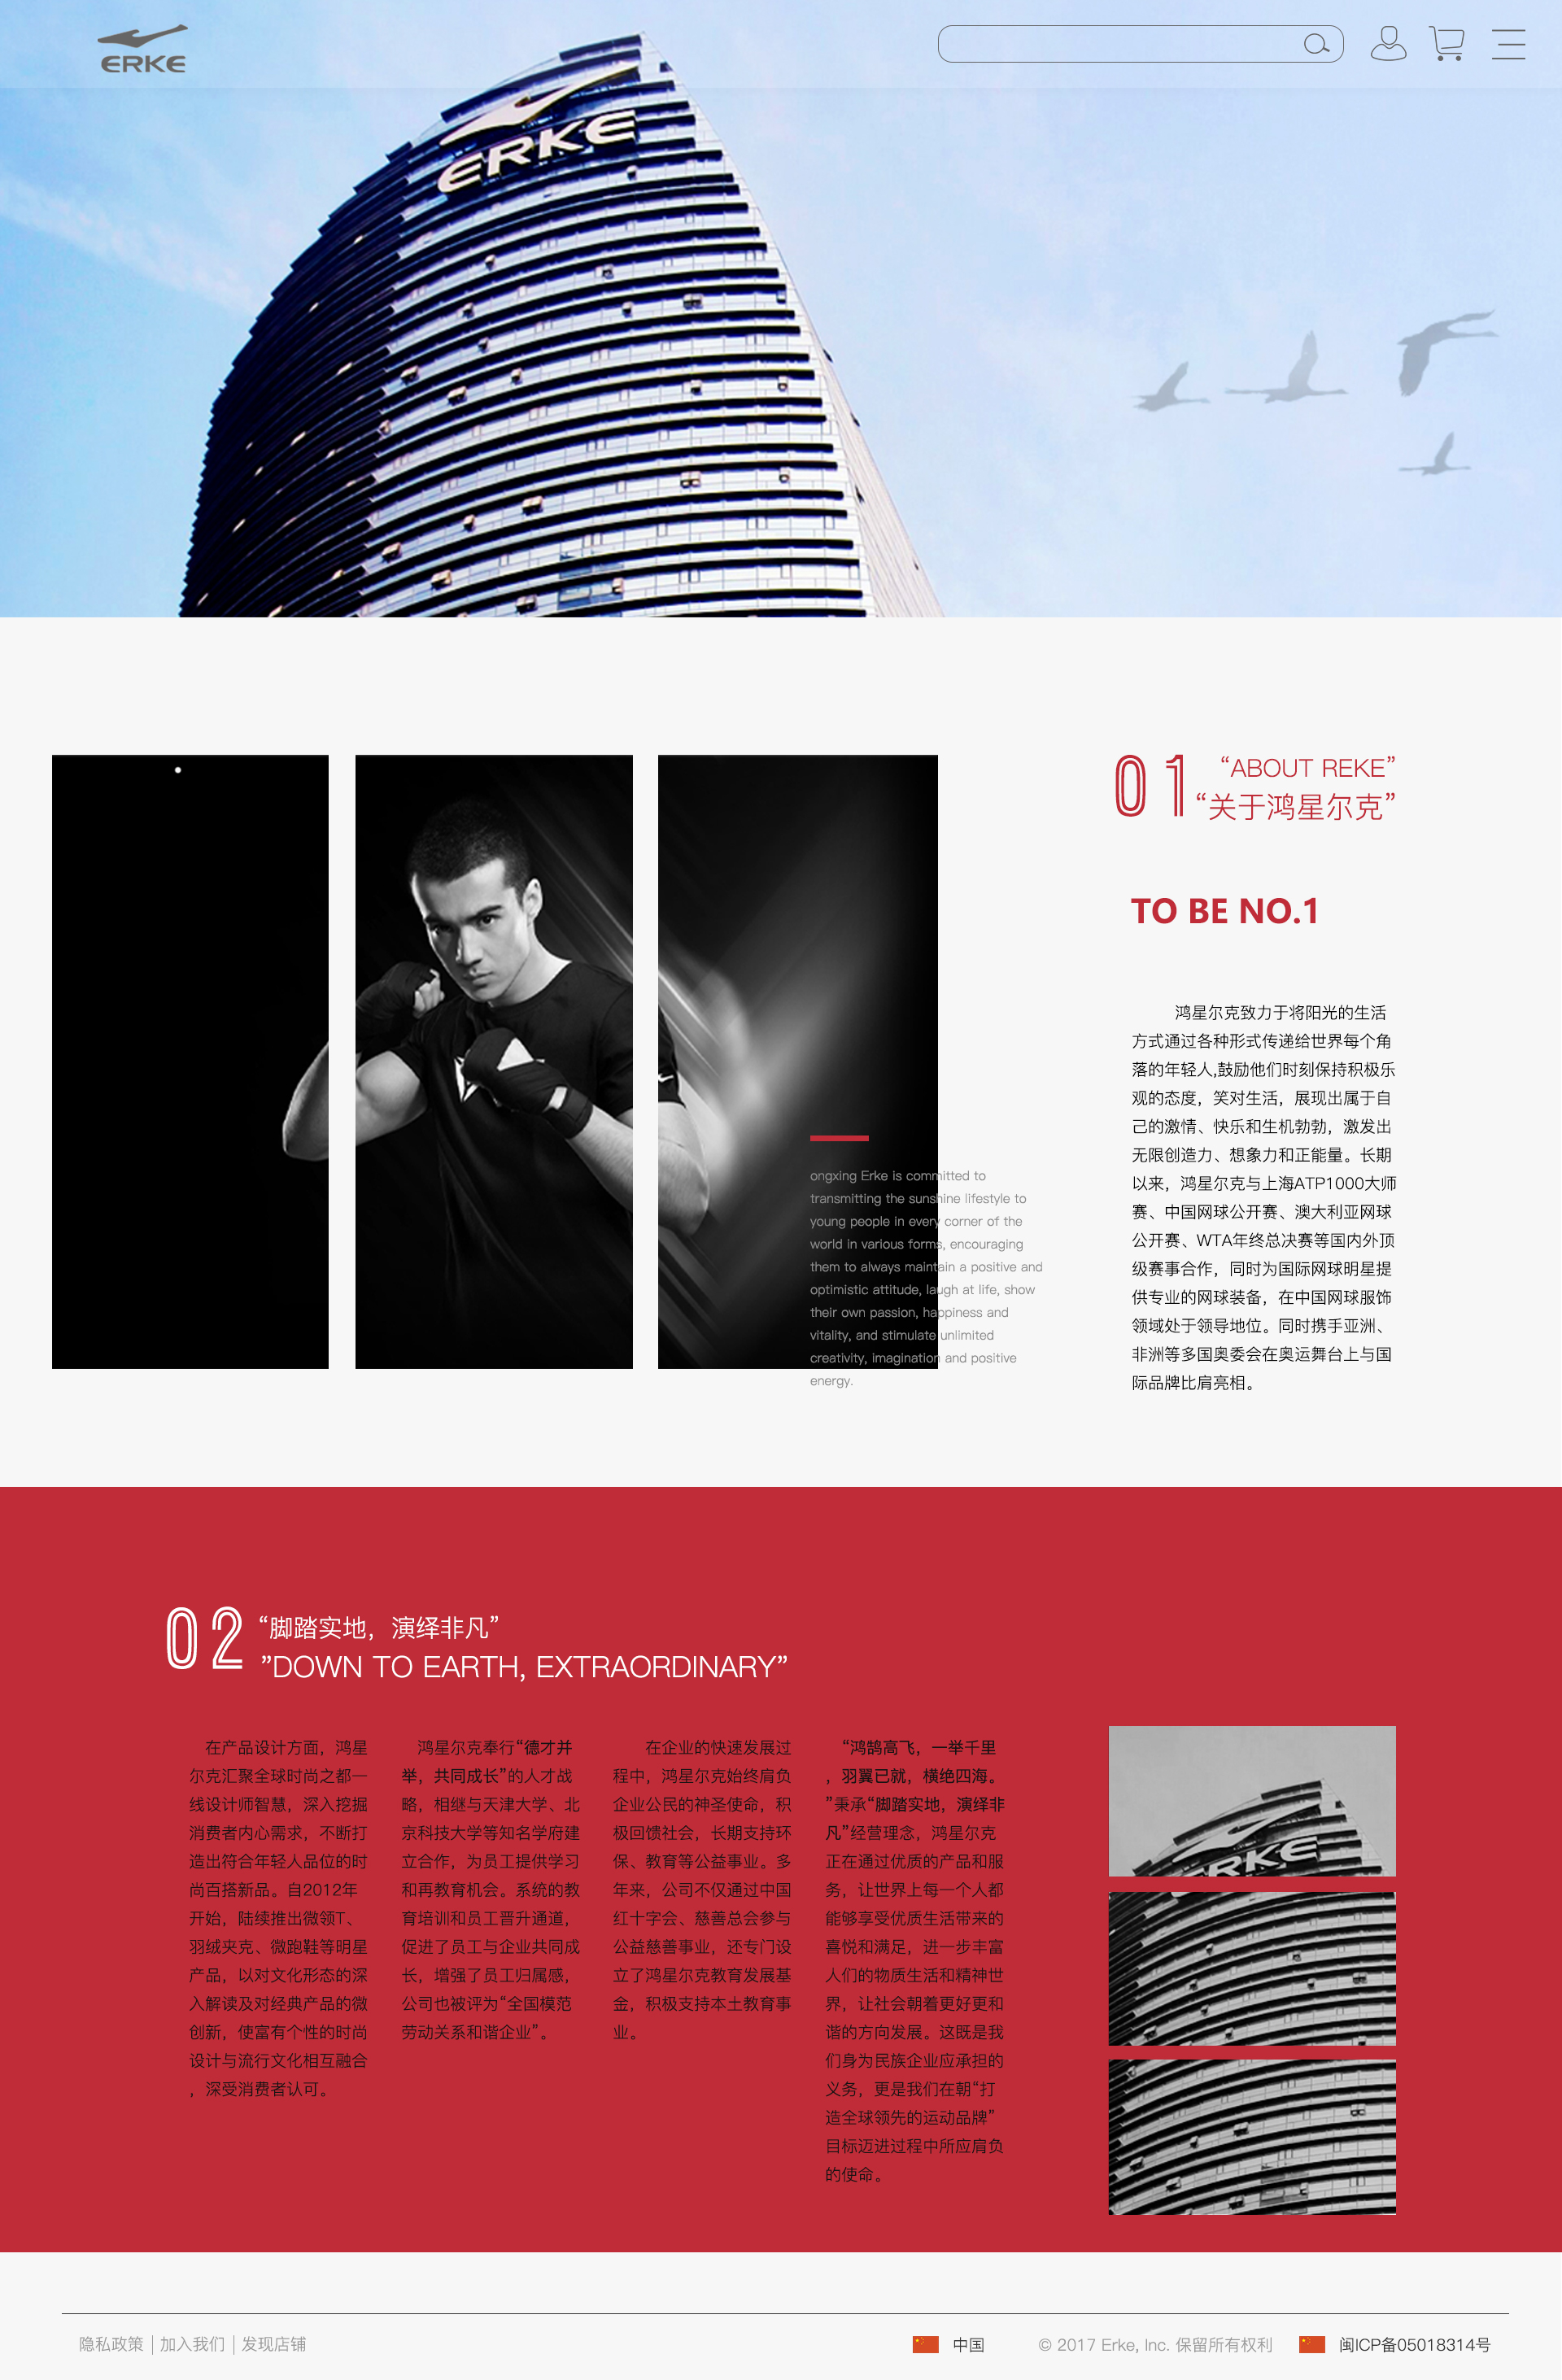 ERKE
ERKE
01
“ABOUT REKE”
“关于鸿星尔克”
TO BE NO.1
鸿星尔克致力于将阳光的生活
方式通过各种形式传递给世界每个角
落的年轻人,鼓励他们时刻保持积极乐
观的态度，笑对生活，展现出属于自
己的激情、快乐和生机勃勃，激发出
无限创造力、想象力和正能量。长期
以来，鸿星尔克与上海ATP1000大师
赛、中国网球公开赛、澳大利亚网球
公开赛、WTA年终总决赛等国内外顶
级赛事合作，同时为国际网球明星提
供专业的网球装备，在中国网球服饰
领域处于领导地位。同时携手亚洲、
非洲等多国奥委会在奥运舞台上与国
际品牌比肩亮相。
ongxing Erke is committed to
transmitting the sunshine lifestyle to
young people in every corner of the
world in various forms, encouraging
them to always maintain a positive and
optimistic attitude, laugh at life, show
their own passion, happiness and
vitality, and stimulate unlimited
creativity, imagination and positive
energy.
02
“脚踏实地，演绎非凡”
”DOWN TO EARTH, EXTRAORDINARY”
在产品设计方面，鸿星
尔克汇聚全球时尚之都一
线设计师智慧，深入挖掘
消费者内心需求，不断打
造出符合年轻人品位的时
尚百搭新品。自2012年
开始，陆续推出微领T、
羽绒夹克、微跑鞋等明星
产品，以对文化形态的深
入解读及对经典产品的微
创新，使富有个性的时尚
设计与流行文化相互融合
，深受消费者认可。
鸿星尔克奉行“德才并
举，共同成长”的人才战
略，相继与天津大学、北
京科技大学等知名学府建
立合作，为员工提供学习
和再教育机会。系统的教
育培训和员工晋升通道，
促进了员工与企业共同成
长，增强了员工归属感，
公司也被评为“全国模范
劳动关系和谐企业”。
在企业的快速发展过
程中，鸿星尔克始终肩负
企业公民的神圣使命，积
极回馈社会，长期支持环
保、教育等公益事业。多
年来，公司不仅通过中国
红十字会、慈善总会参与
公益慈善事业，还专门设
立了鸿星尔克教育发展基
金，积极支持本土教育事
业。
“鸿鹄高飞，一举千里
，羽翼已就，横绝四海。
”秉承“脚踏实地，演绎非
凡”经营理念，鸿星尔克
正在通过优质的产品和服
务，让世界上每一个人都
能够享受优质生活带来的
喜悦和满足，进一步丰富
人们的物质生活和精神世
界，让社会朝着更好更和
谐的方向发展。这既是我
们身为民族企业应承担的
义务，更是我们在朝“打
造全球领先的运动品牌”
目标迈进过程中所应肩负
的使命。
ERKE
隐私政策 | 加入我们 | 发现店铺
中国
© 2017 Erke, Inc. 保留所有权利
闽ICP备05018314号